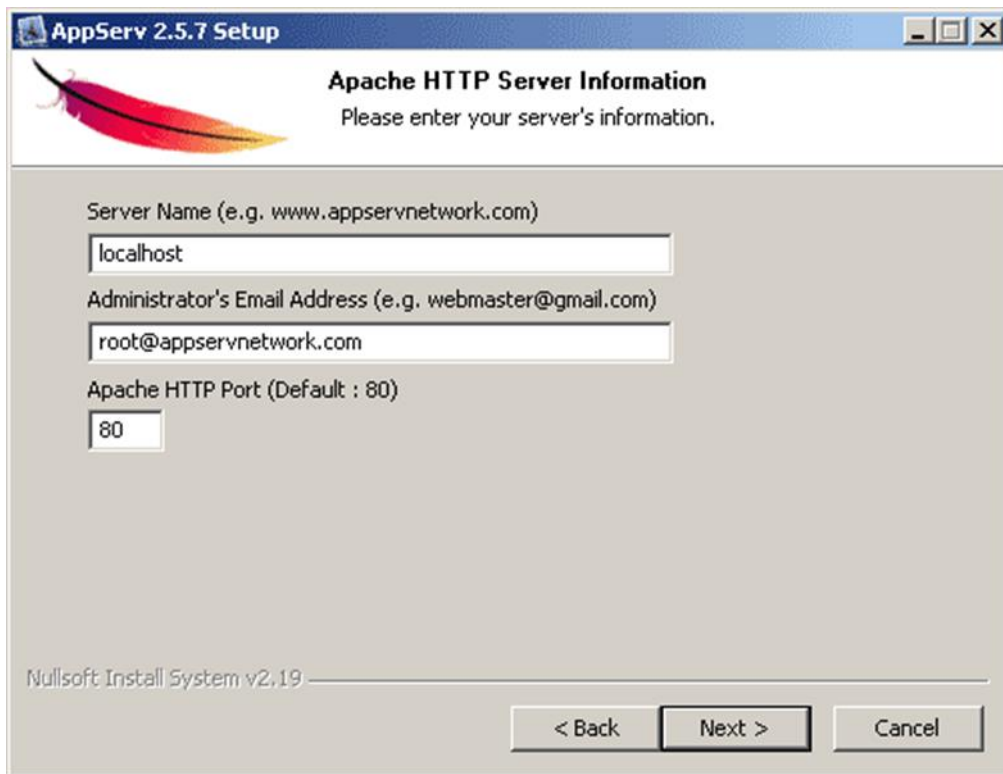 AppServ 2.5.7 Setup
Apache HTTP Server Information
Please enter your server's information.
Server Name (e.g. www.appservnetwork.com)
localhost
Administrator's Email Address (e.g. webmaster@gmail.com)
root@appservnetwork.com
Apache HTTP Port (Default : 80)
80
Nullsoft Install System v2.19
< Back Next > Cancel